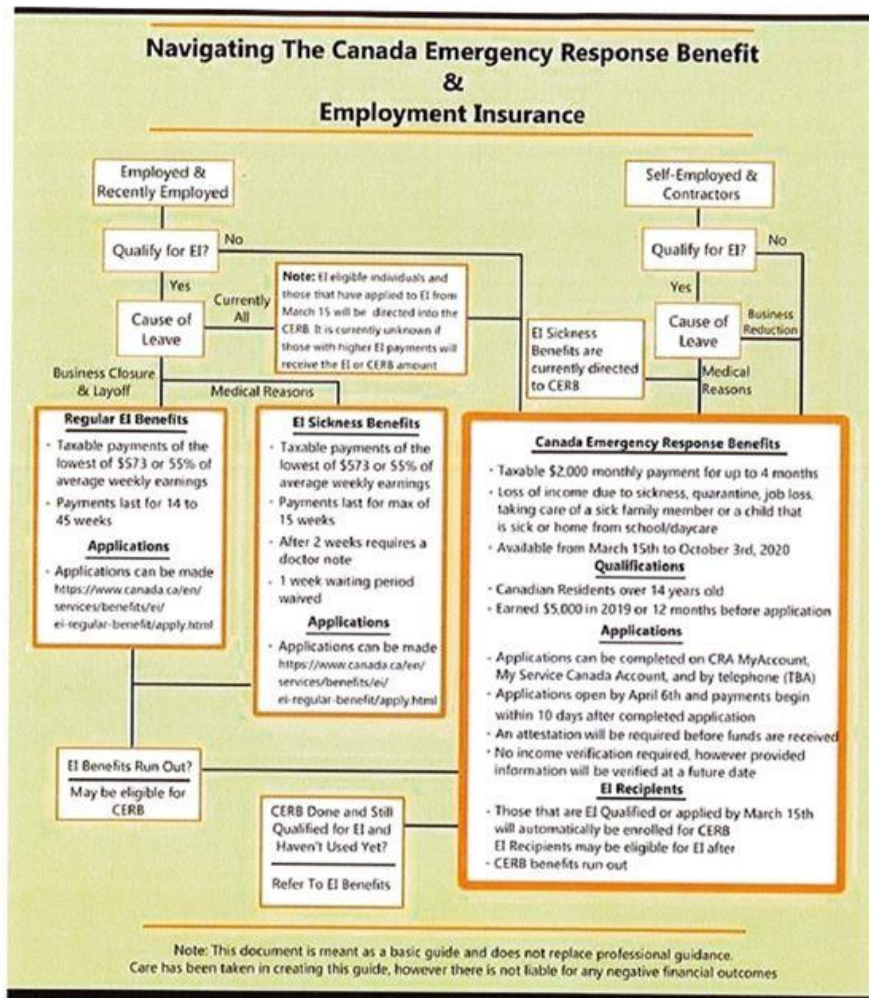 Navigating The Canada Emergency Response Benefit
&
Employment Insurance
Employed &
Recently Employed
Qualify for EI?
No
Yes
Currently
All
Note: EI eligible individuals and
those that have applied to EI from
March 15 will be directed into the
CERB. It is currently unknown if
those with higher EI payments will
receive the EI or CERB amount
Cause of
Leave
Business Closure
& Layoff
Medical Reasons
Self-Employed &
Contractors
Qualify for EI?
No
Yes
Cause of
Leave
Business
Reduction
Medical
Reasons
EI Sickness
Benefits are
currently directed
to CERB
Regular EI Benefits
· Taxable payments of the
lowest of $573 or 55% of
average weekly earnings
· Payments last for 14 to
45 weeks
Applications
· Applications can be made
https://www.canada.ca/en/
services/benefits/ei/
ei-regular-benefit/apply.html
EI Sickness Benefits
· Taxable payments of the
lowest of $573 or 55% of
average weekly earnings
· Payments last for max of
15 weeks
· After 2 weeks requires a
doctor note
· 1 week waiting period
waived
Applications
· Applications can be made
https://www.canada.ca/en/
services/benefits/ei/
ei-regular-benefit/apply.html
Canada Emergency Response Benefits
· Taxable $2,000 monthly payment for up to 4 months
· Loss of income due to sickness, quarantine, job loss,
taking care of a sick family member or a child that
is sick or home from school/daycare
· Available from March 15th to October 3rd, 2020
Qualifications
· Canadian Residents over 14 years old
· Earned $5,000 in 2019 or 12 months before application
Applications
· Applications can be completed on CRA MyAccount,
My Service Canada Account, and by telephone (TBA)
· Applications open by April 6th and payments begin
within 10 days after completed application
· An attestation will be required before funds are received
· No income verification required, however provided
information will be verified at a future date
EI Recipients
· Those that are EI Qualified or applied by March 15th
will automatically be enrolled for CERB
EI Recipients may be eligible for EI after
· CERB benefits run out
EI Benefits Run Out?
May be eligible for
CERB
CERB Done and Still
Qualified for EI and
Haven't Used Yet?
Refer To EI Benefits
Note: This document is meant as a basic guide and does not replace professional guidance.
Care has been taken in creating this guide, however there is not liable for any negative financial outcomes